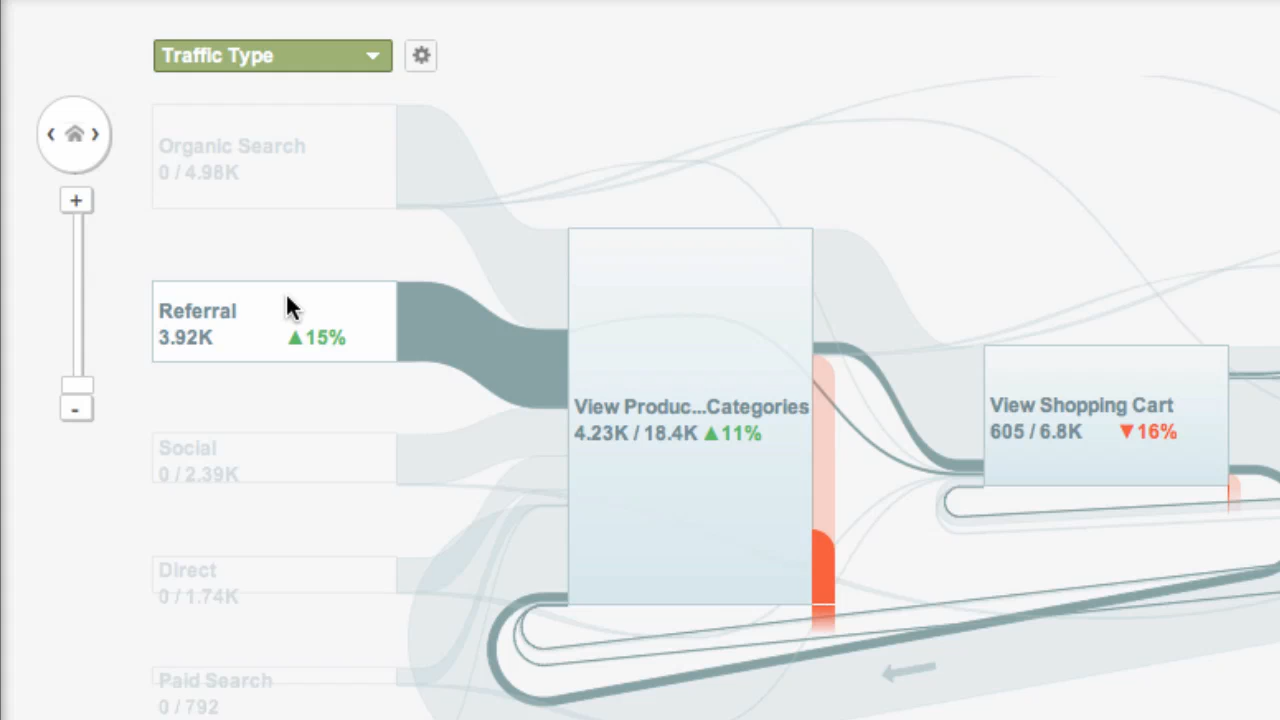 Traffic Type
Organic Search
0 / 4.98K
+
Referral
3.92K ▲15%
-
View Produc...Categories
4.23K / 18.4K ▲11%
View Shopping Cart
605 / 6.8K ▼16%
Social
0 / 2.39K
Direct
0 / 1.74K
Paid Search
0 / 792